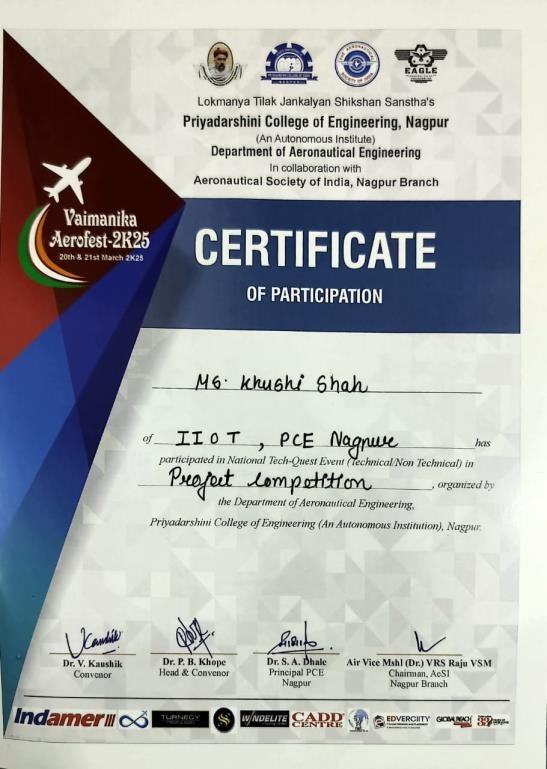 EAGLE
Lokmanya Tilak Jankalyan Shikshan Sanstha's
Priyadarshini College of Engineering, Nagpur
(An Autonomous Institute)
Department of Aeronautical Engineering
In collaboration with
Aeronautical Society of India, Nagpur Branch
Vaimanika
Aerofest-2K25
20th & 21st March 2K25
CERTIFICATE
OF PARTICIPATION
Ms. Khushi Shah
of IIOT, PCE Nagpur has
participated in National Tech-Quest Event (Technical/Non Technical) in
Project Competition, organized by
the Department of Aeronautical Engineering,
Priyadarshini College of Engineering (An Autonomous Institution), Nagpur.
Dr. V. Kaushik
Convenor
Dr. P. B. Khope
Head & Convenor
Dr. S. A. Dhale
Principal PCE
Nagpur
Air Vice Mshl (Dr.) VRS Raju VSM
Chairman, AeSI
Nagpur Branch
Indamer
TURNECY
WINDELITE
CADD
CENTRE
EDVERCIITY
GLOBAL REACH